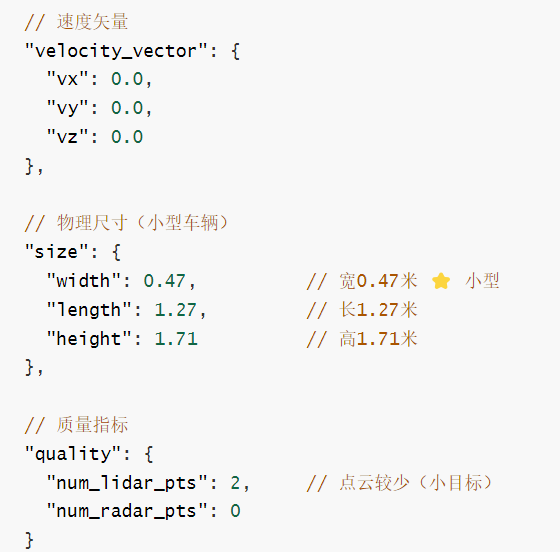 // 速度矢量
"velocity_vector": {
  "vx": 0.0,
  "vy": 0.0,
  "vz": 0.0
},

// 物理尺寸（小型车辆）
"size": {
  "width": 0.47,          // 宽0.47米 ⭐ 小型
  "length": 1.27,         // 长1.27米
  "height": 1.71          // 高1.71米
},

// 质量指标
"quality": {
  "num_lidar_pts": 2,     // 点云较少（小目标）
  "num_radar_pts": 0
}